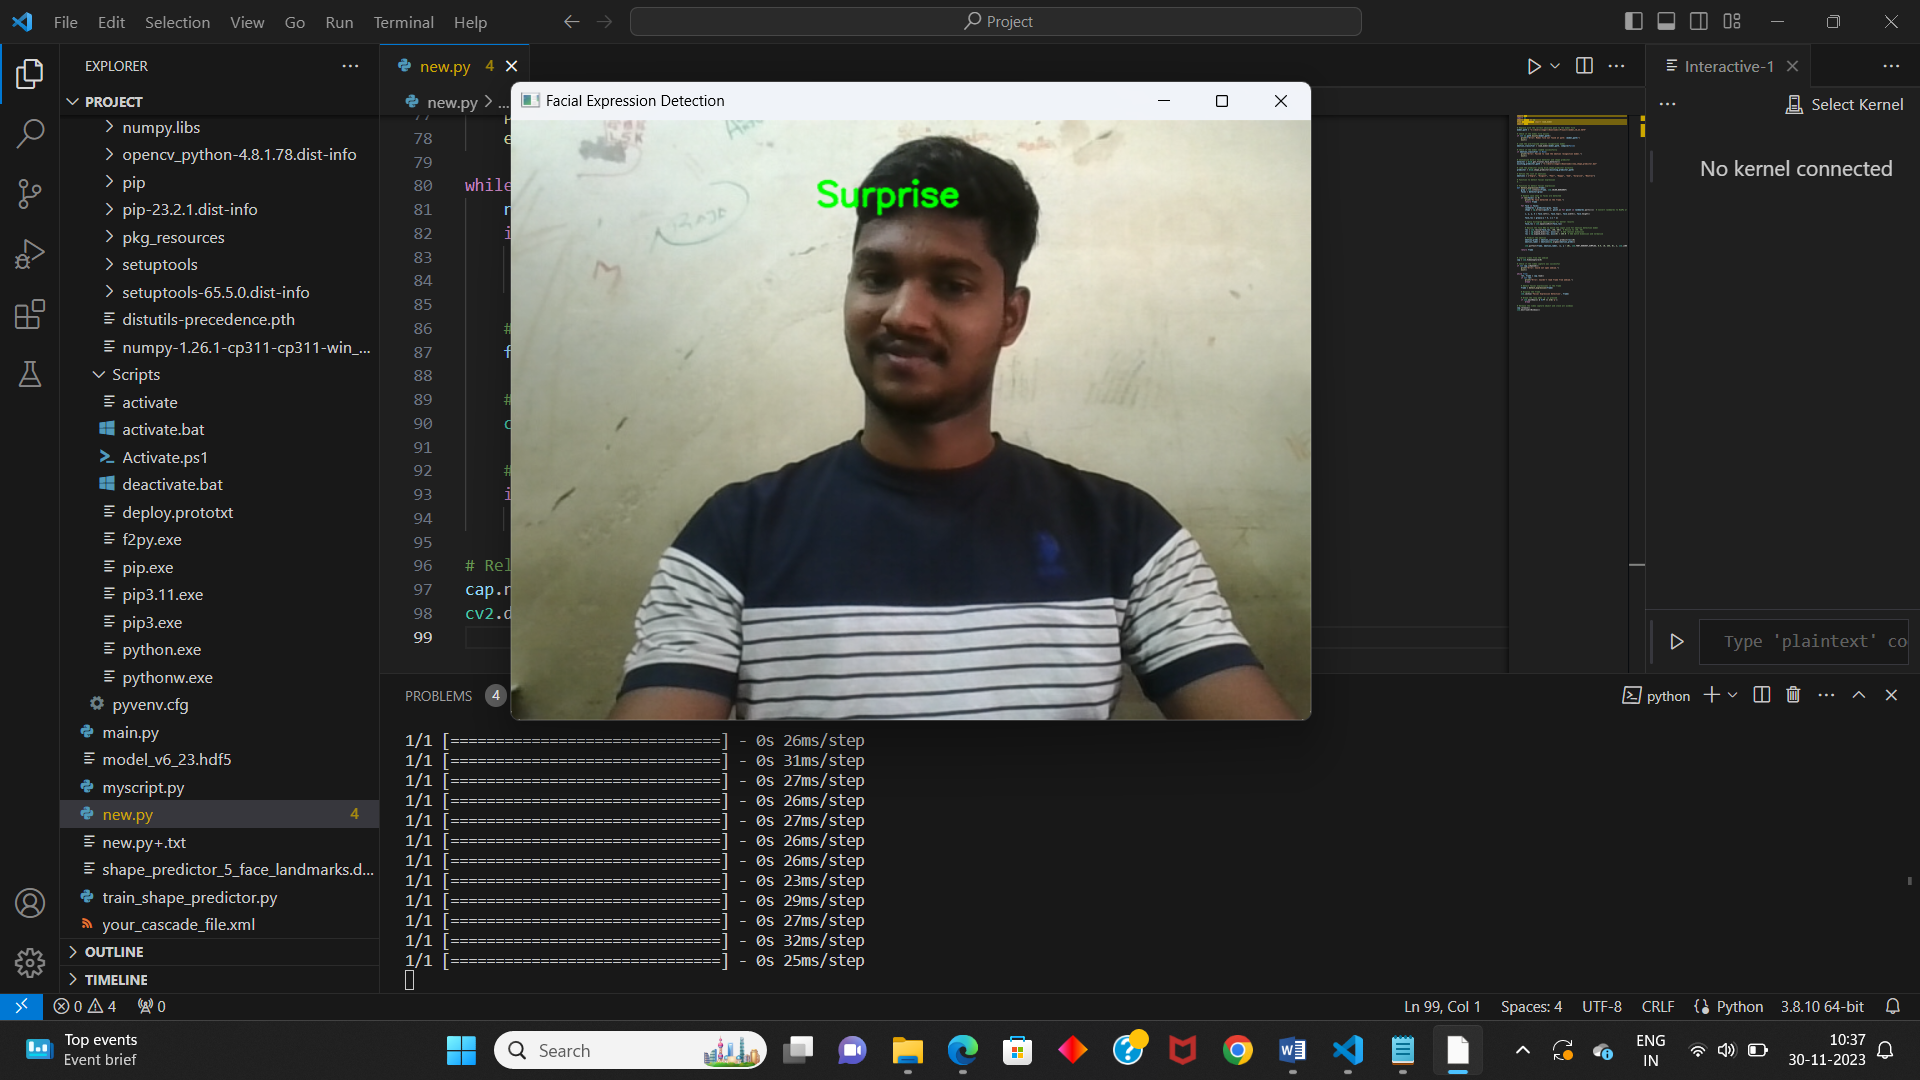 File Edit Selection View Go Run Terminal Help
Project
EXPLORER
PROJECT
numpy.libs
opencv_python-4.8.1.78.dist-info
pip
pip-23.2.1.dist-info
pkg_resources
setuptools
setuptools-65.5.0.dist-info
distutils-precedence.pth
numpy-1.26.1-cp311-cp311-win_...
Scripts
activate
activate.bat
Activate.ps1
deactivate.bat
deploy.prototxt
f2py.exe
pip.exe
pip3.11.exe
pip3.exe
python.exe
pythonw.exe
pyvenv.cfg
main.py
model_v6_23.hdf5
myscript.py
new.py 4
new.py+.txt
shape_predictor_5_face_landmarks.d...
train_shape_predictor.py
your_cascade_file.xml
OUTLINE
TIMELINE
new.py 4
new.py > ...
78 e
79
80 while
81
82 i
83
84
85
86 #
87 f
88
89 #
90 c
91
92 #
93 i
94
95
96 # Rel
97 cap.r
98 cv2.d
99
Facial Expression Detection
Surprise
Interactive-1
Select Kernel
No kernel connected
Type 'plaintext' co
PROBLEMS 4
python
1/1 [==============================] - 0s 26ms/step
1/1 [==============================] - 0s 31ms/step
1/1 [==============================] - 0s 27ms/step
1/1 [==============================] - 0s 26ms/step
1/1 [==============================] - 0s 27ms/step
1/1 [==============================] - 0s 26ms/step
1/1 [==============================] - 0s 26ms/step
1/1 [==============================] - 0s 23ms/step
1/1 [==============================] - 0s 29ms/step
1/1 [==============================] - 0s 27ms/step
1/1 [==============================] - 0s 32ms/step
1/1 [==============================] - 0s 25ms/step
0 4 0
Ln 99, Col 1 Spaces: 4 UTF-8 CRLF Python 3.8.10 64-bit
Top events
Event brief
Search
ENG
IN
10:37
30-11-2023